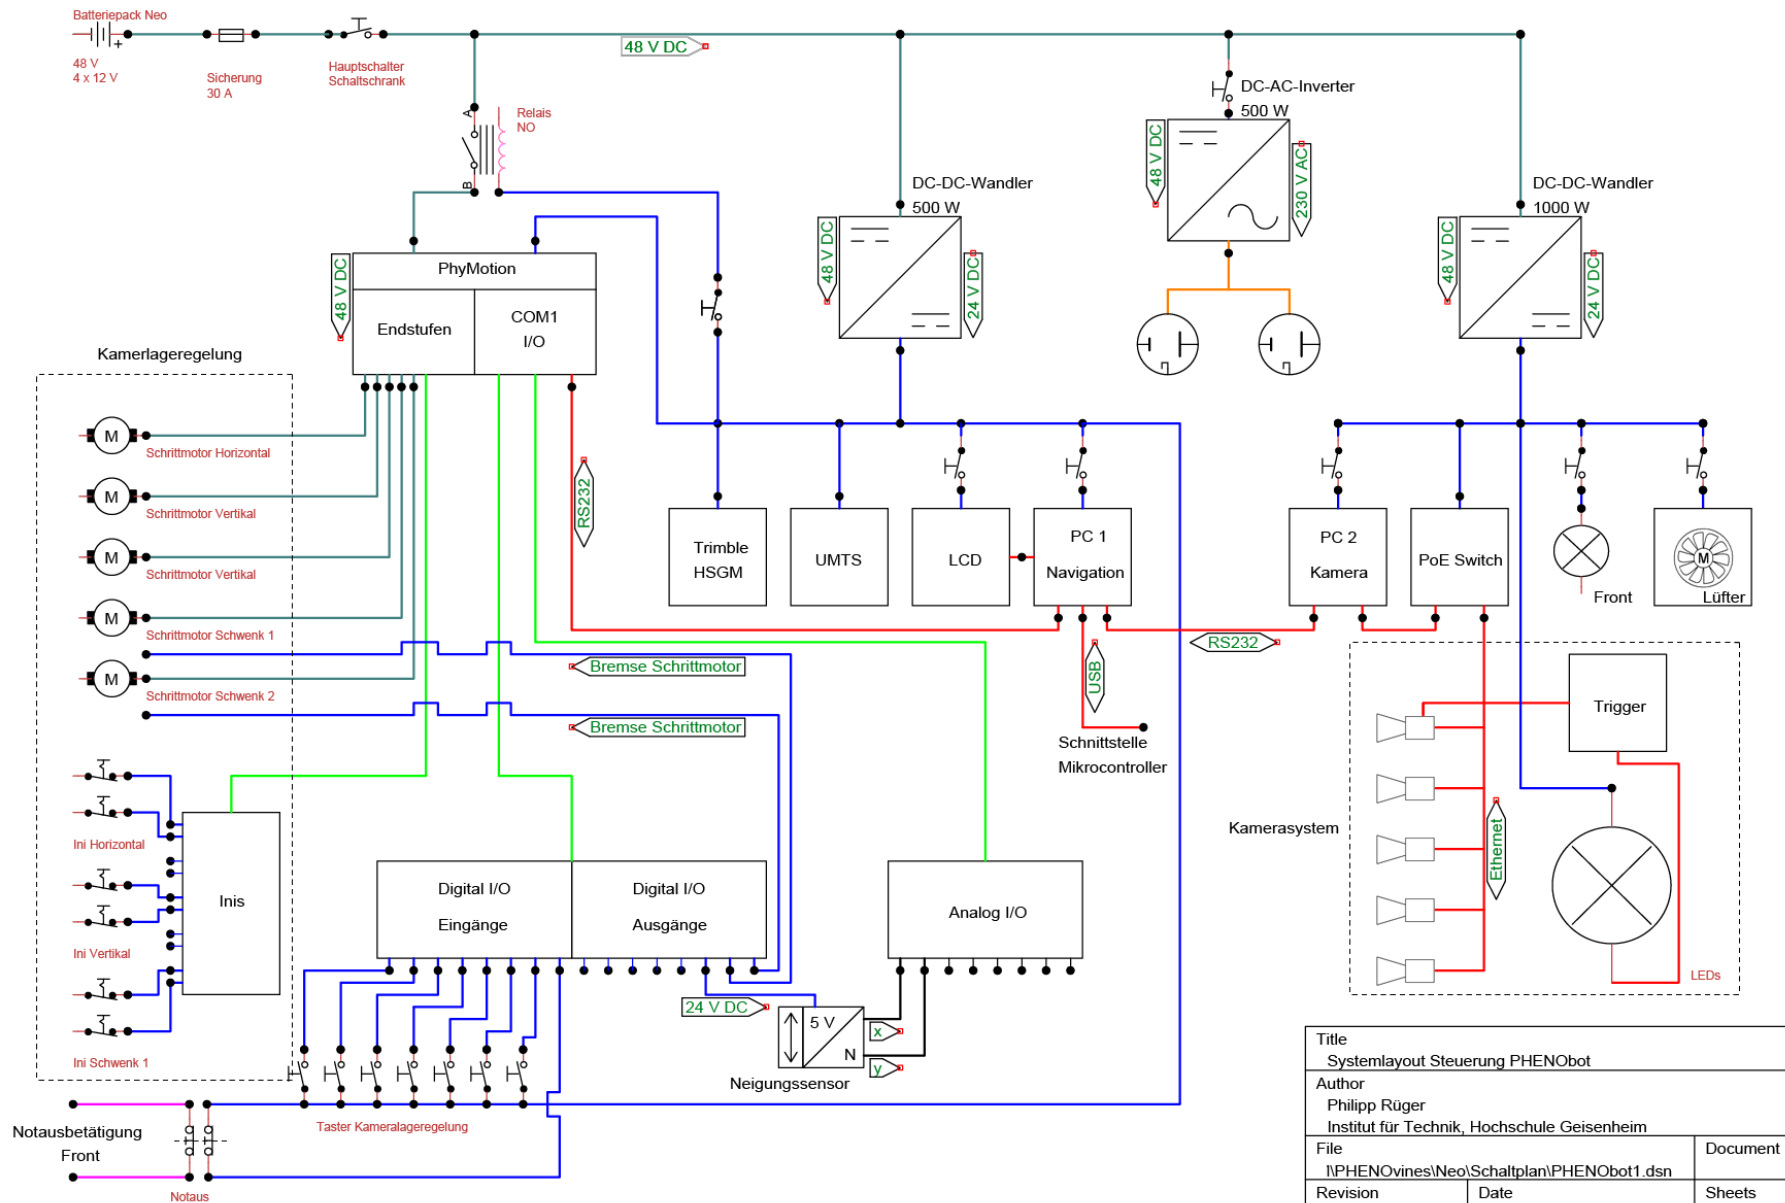 Batteriepack Neo
48 V
4 x 12 V
Sicherung
30 A
Hauptschalter
Schaltschrank
48 V DC
A
B
Relais
NO
DC-AC-Inverter
500 W
48 V DC
230 V AC
DC-DC-Wandler
500 W
48 V DC
24 V DC
DC-DC-Wandler
1000 W
48 V DC
24 V DC
48 V DC
PhyMotion
Endstufen
COM1
I/O
Kamerlageregelung
M
Schrittmotor Horizontal
M
Schrittmotor Vertikal
M
Schrittmotor Vertikal
M
Schrittmotor Schwenk 1
M
Schrittmotor Schwenk 2
RS232
Trimble
HSGM
UMTS
LCD
PC 1
Navigation
PC 2
Kamera
PoE Switch
Front
M
Lüfter
Bremse Schrittmotor
Bremse Schrittmotor
USB
RS232
Schnittstelle
Mikrocontroller
Trigger
Kamerasystem
Ethernet
LEDs
Ini Horizontal
Ini Vertikal
Ini Schwenk 1
Inis
Digital I/O
Eingänge
Digital I/O
Ausgänge
Analog I/O
24 V DC
5 V
N
x
y
Neigungssensor
Taster Kameralageregelung
Notausbetätigung
Front
Notaus
Title
Systemlayout Steuerung PHENObot
Author
Philipp Rüger
Institut für Technik, Hochschule Geisenheim
File
I\PHENOvines\Neo\Schaltplan\PHENObot1.dsn
Document
Revision
Date
Sheets